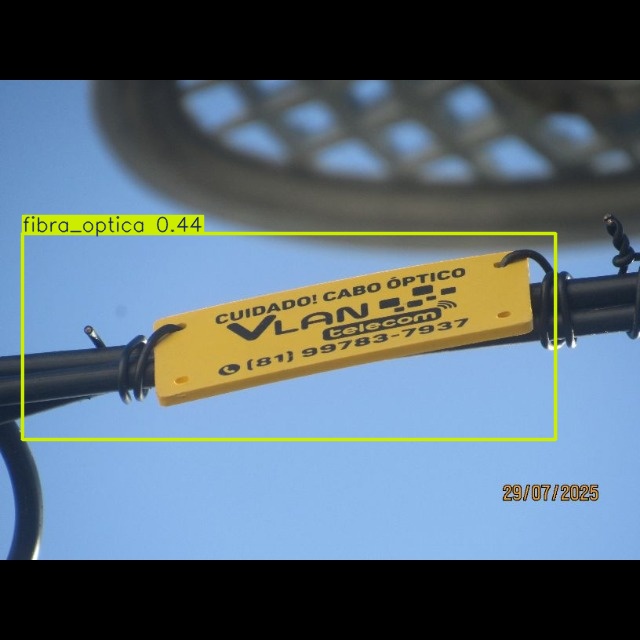 fibra_optica 0.44
CUIDADO! CABO ÓPTICO
VLAN
telecom
(81) 99783-7937
29/07/2025